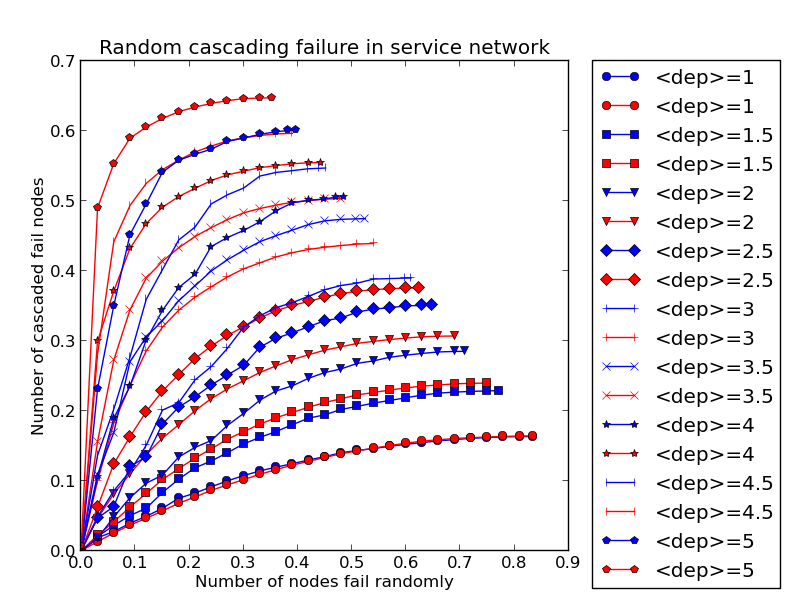 Random cascading failure in service network
0.7
0.6
0.5
0.4
0.3
0.2
0.1
0.0
Number of cascaded fail nodes
0.0 0.1 0.2 0.3 0.4 0.5 0.6 0.7 0.8 0.9
Number of nodes fail randomly
<dep>=1
<dep>=1
<dep>=1.5
<dep>=1.5
<dep>=2
<dep>=2
<dep>=2.5
<dep>=2.5
<dep>=3
<dep>=3
<dep>=3.5
<dep>=3.5
<dep>=4
<dep>=4
<dep>=4.5
<dep>=4.5
<dep>=5
<dep>=5